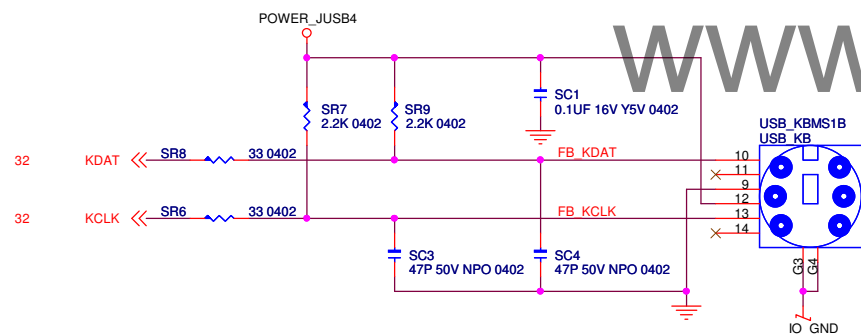 POWER_JUSB4
WWW
SR7
2.2K 0402
SR9
2.2K 0402
SC1
0.1UF 16V Y5V 0402
USB_KBMS1B
USB_KB
32 KDAT SR8 33 0402 FB_KDAT 10
11
9
12
32 KCLK SR6 33 0402 FB_KCLK 13
14
SC3
47P 50V NPO 0402
SC4
47P 50V NPO 0402
G3
G4
IO_GND